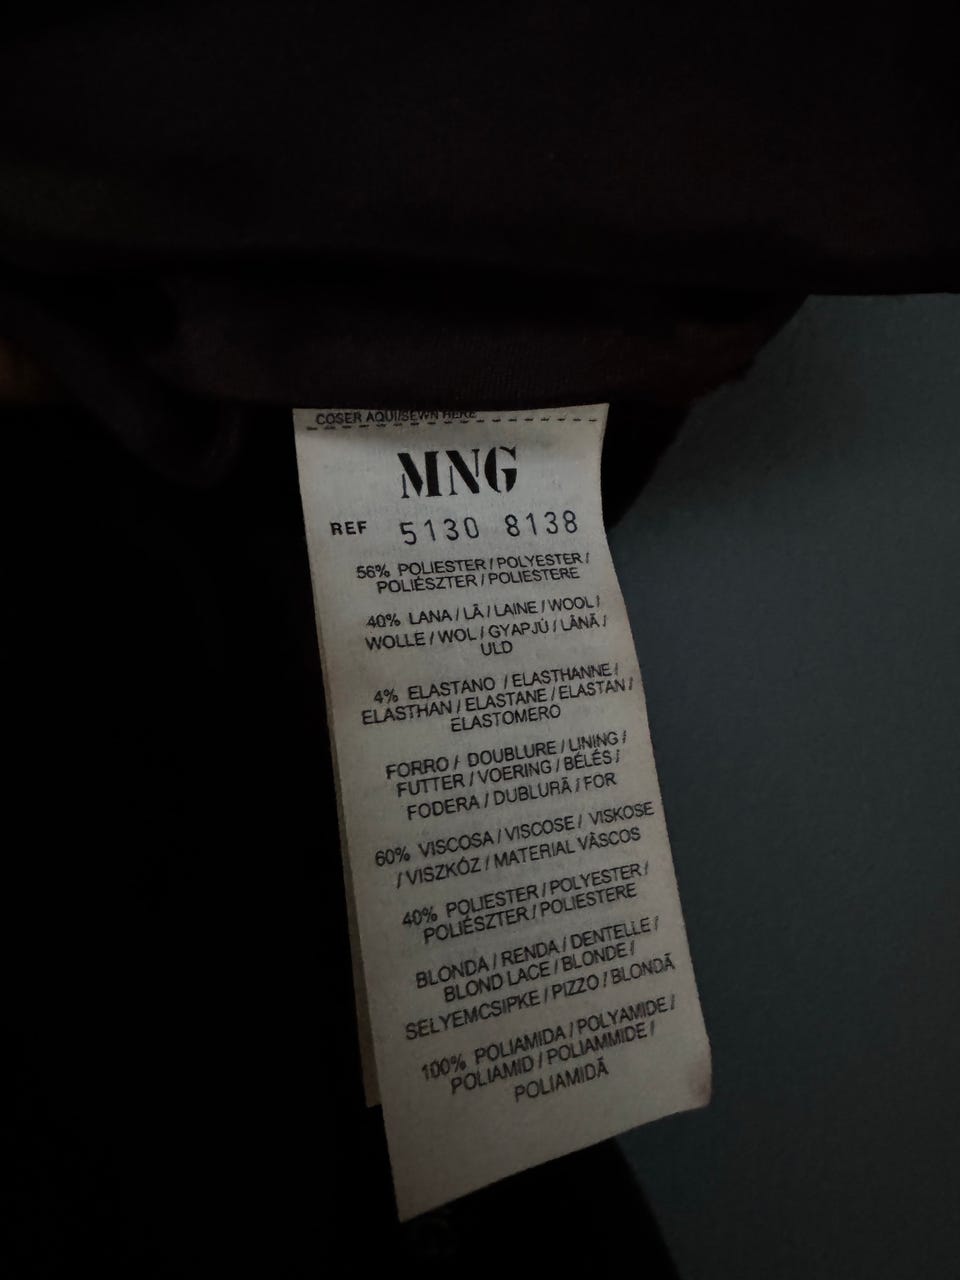 COSER AQUI/SEWN HERE
MNG
REF 5130 8138
56% POLIESTER / POLYESTER /
POLIÉSZTER / POLIESTERE
40% LANA / LÃ / LAINE / WOOL /
WOLLE / WOL / GYAPJÚ / LÂNĂ /
ULD
4% ELASTANO / ELASTHANNE /
ELASTHAN / ELASTANE / ELASTAN /
ELASTOMERO
FORRO / DOUBLURE / LINING /
FUTTER / VOERING / BÉLÉS /
FODERA / DUBLURĂ / FOR
60% VISCOSA / VISCOSE / VISKOSE
/ VISZKÓZ / MATERIAL VÂSCOS
40% POLIESTER / POLYESTER /
POLIÉSZTER / POLIESTERE
BLONDA / RENDA / DENTELLE /
BLOND LACE / BLONDE /
SELYEMCSIPKE / PIZZO / BLONDĂ
100% POLIAMIDA / POLYAMIDE /
POLIAMID / POLIAMMIDE /
POLIAMIDĂ